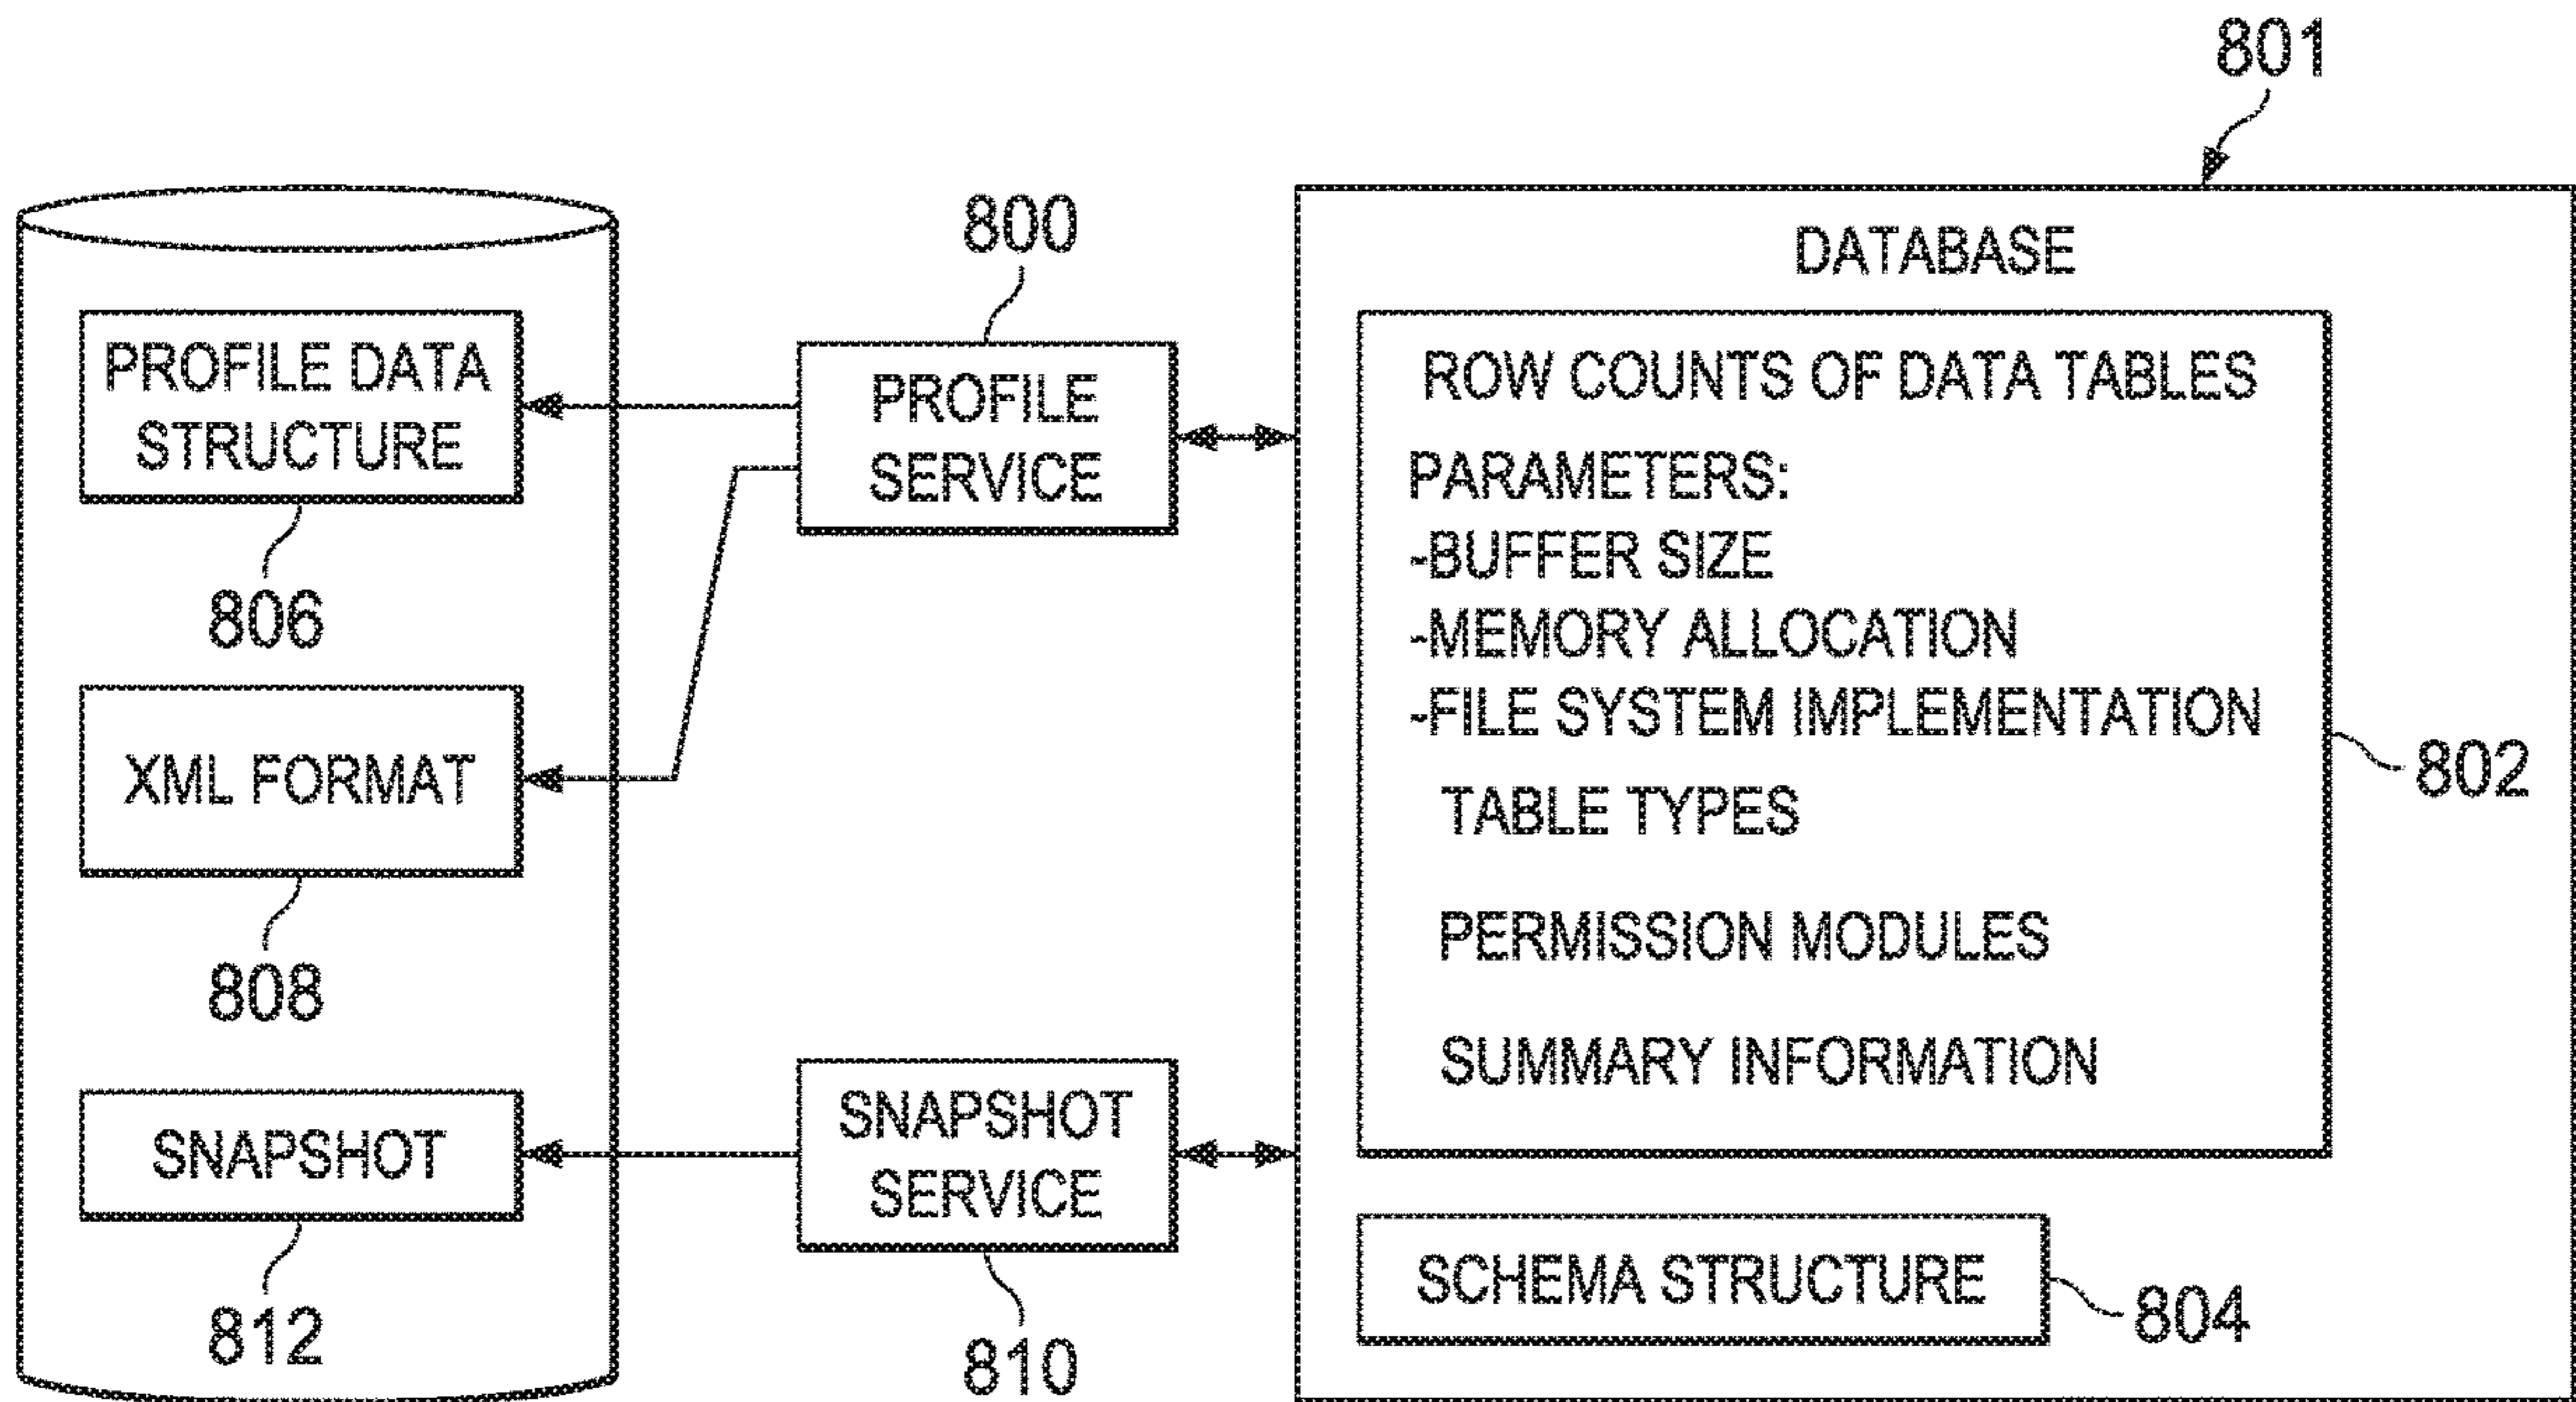 801
800
DATABASE
PROFILE DATA
STRUCTURE
806
XML FORMAT
808
SNAPSHOT
812
PROFILE
SERVICE
SNAPSHOT
SERVICE
810
ROW COUNTS OF DATA TABLES
PARAMETERS:
-BUFFER SIZE
-MEMORY ALLOCATION
-FILE SYSTEM IMPLEMENTATION
802
TABLE TYPES
PERMISSION MODULES
SUMMARY INFORMATION
SCHEMA STRUCTURE
804